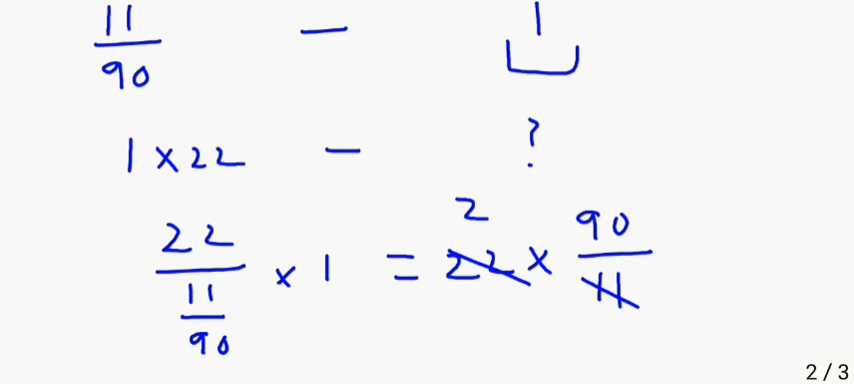 11/90 — 1
1 x 22 — ?
22/(11/90) x 1 = 22 x 90/11 2
2 / 3